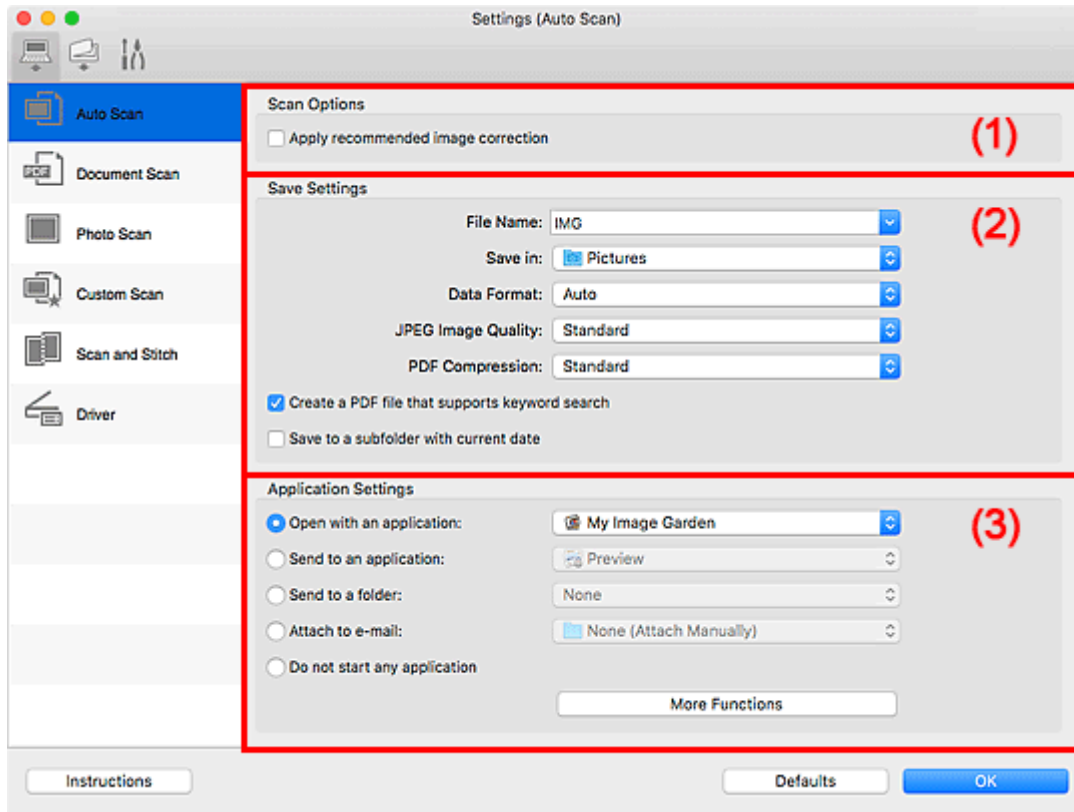 Settings (Auto Scan)
Auto Scan
PDF
Document Scan
Photo Scan
Custom Scan
Scan and Stitch
Driver
Scan Options
Apply recommended image correction
(1)
Save Settings
(2)
File Name: IMG
Save in: Pictures
Data Format: Auto
JPEG Image Quality: Standard
PDF Compression: Standard
Create a PDF file that supports keyword search
Save to a subfolder with current date
Application Settings
(3)
Open with an application: My Image Garden
Send to an application: Preview
Send to a folder: None
Attach to e-mail: None (Attach Manually)
Do not start any application
More Functions
Instructions Defaults OK